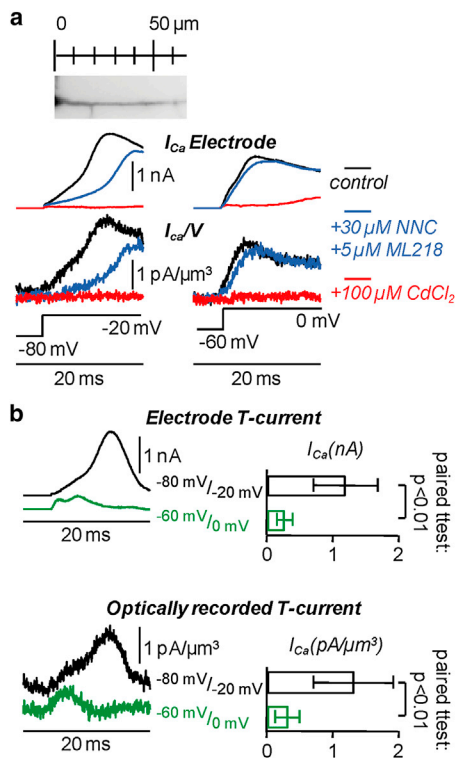 a
0 50 µm
I Ca Electrode
1 nA
control
+30 µM NNC
+5 µM ML218
I Ca/V
1 pA/µm³
+100 µM CdCl₂
-20 mV
0 mV
-80 mV
-60 mV
20 ms
20 ms
b
Electrode T-current
1 nA
I Ca(nA)
-80 mV/-20 mV
-60 mV/0 mV
20 ms
0 1 2
paired ttest:
p<0.01
Optically recorded T-current
1 pA/µm³
I Ca(pA/µm³)
-80 mV/-20 mV
-60 mV/0 mV
20 ms
0 1 2
paired ttest:
p<0.01